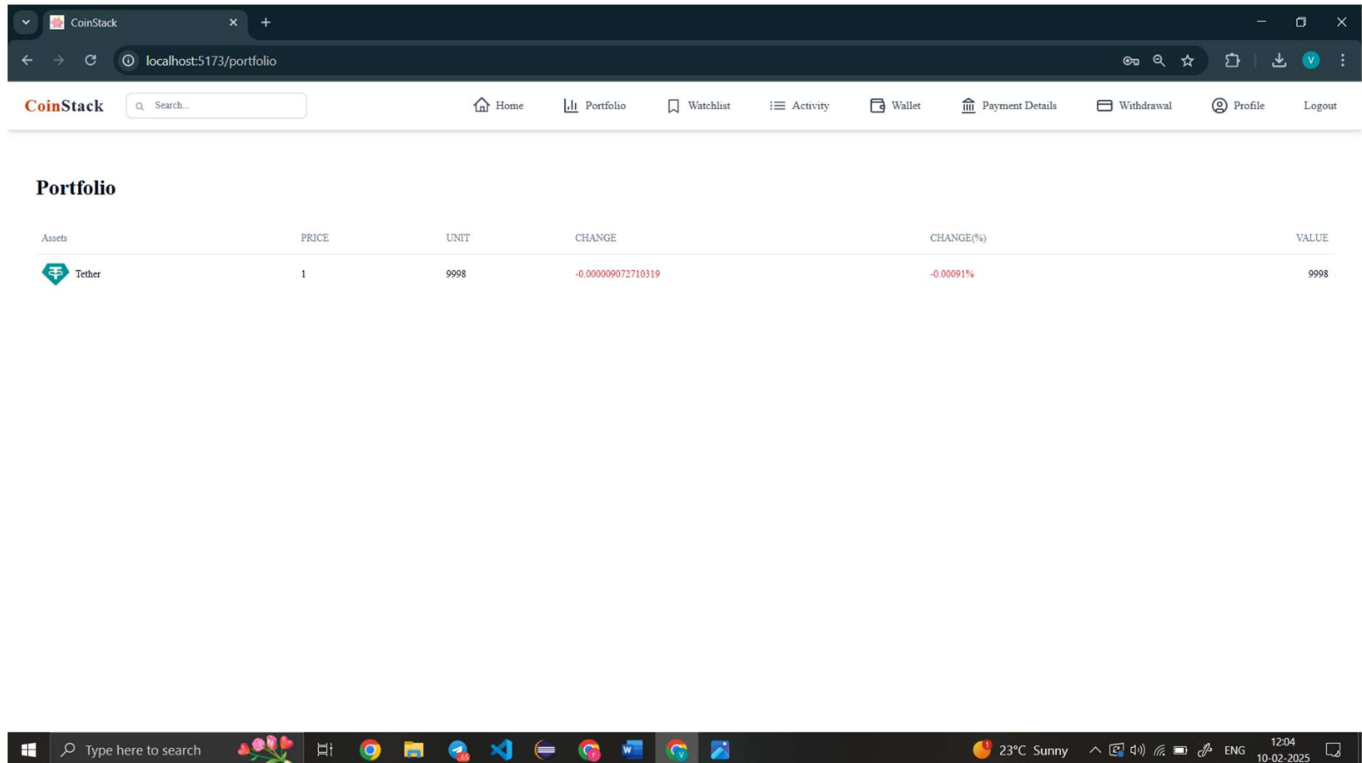 CoinStack
localhost:5173/portfolio
V
CoinStack Search... Home Portfolio Watchlist Activity Wallet Payment Details Withdrawal Profile Logout
Portfolio
Assets PRICE UNIT CHANGE CHANGE(%) VALUE
Tether 1 9998 -0.000009072710319 -0.00091% 9998
Type here to search 23°C Sunny ENG 12:04
10-02-2025